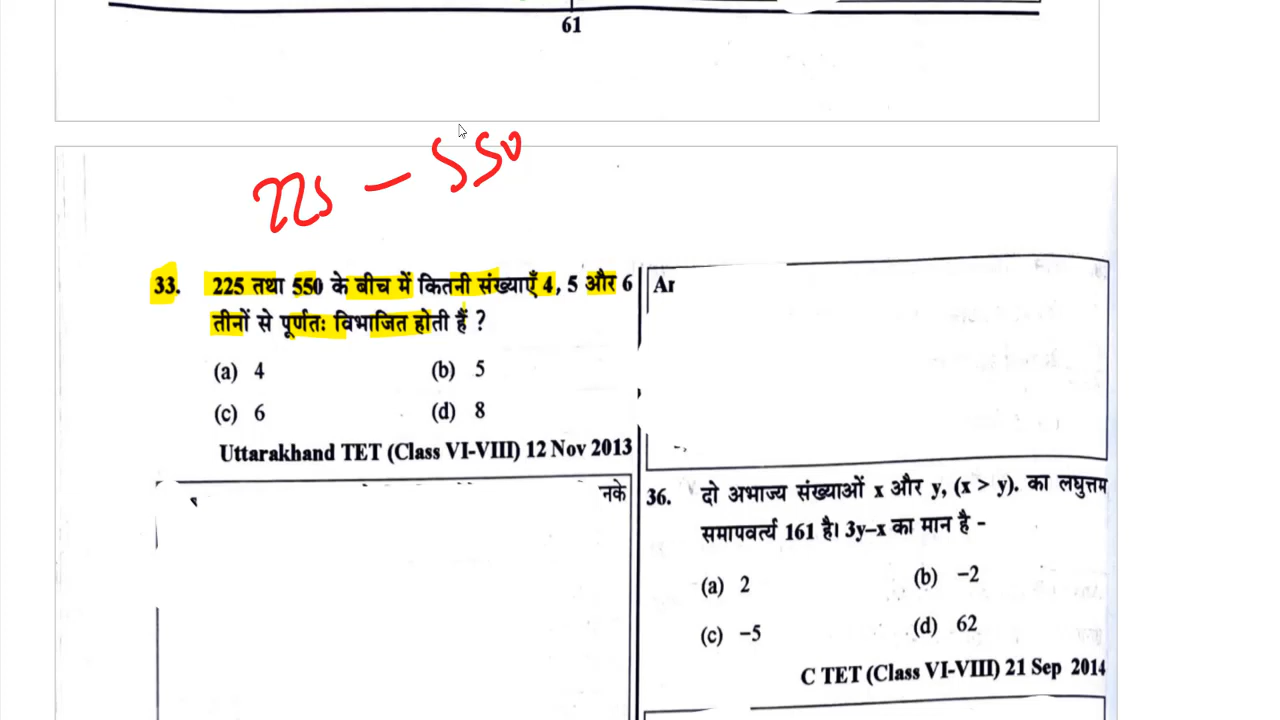 61
225 - 550
33. 225 तथा 550 के बीच में कितनी संख्याएँ 4, 5 और 6
तीनों से पूर्णतः विभाजित होती हैं ?
(a) 4 (b) 5
(c) 6 (d) 8
Uttarakhand TET (Class VI-VIII) 12 Nov 2013
नके
Ar
36. दो अभाज्य संख्याओं x और y, (x > y). का लघुत्तम
समापवर्त्य 161 है। 3y–x का मान है -
(a) 2 (b) –2
(c) –5 (d) 62
C TET (Class VI-VIII) 21 Sep 2014